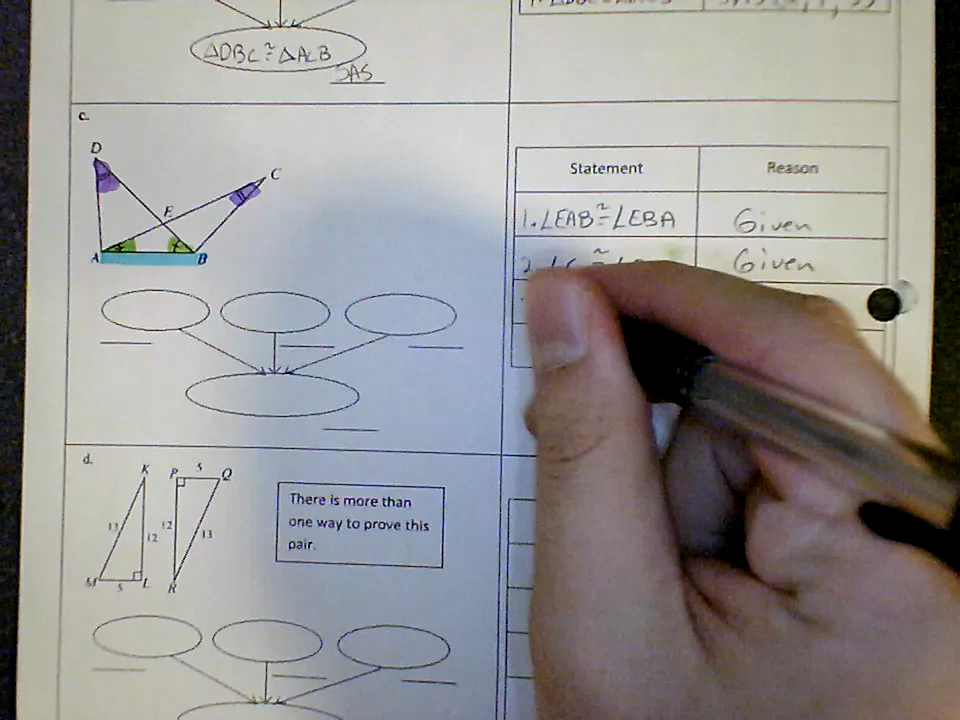 △DBC ≅ △ACB
SAS
c.
D
C
E
A
B
Statement
Reason
1. ∠EAB ≅ ∠EBA
Given
2.
Given
d.
K
P
5
Q
13
12
12
13
M
5
L
R
There is more than
one way to prove this
pair.